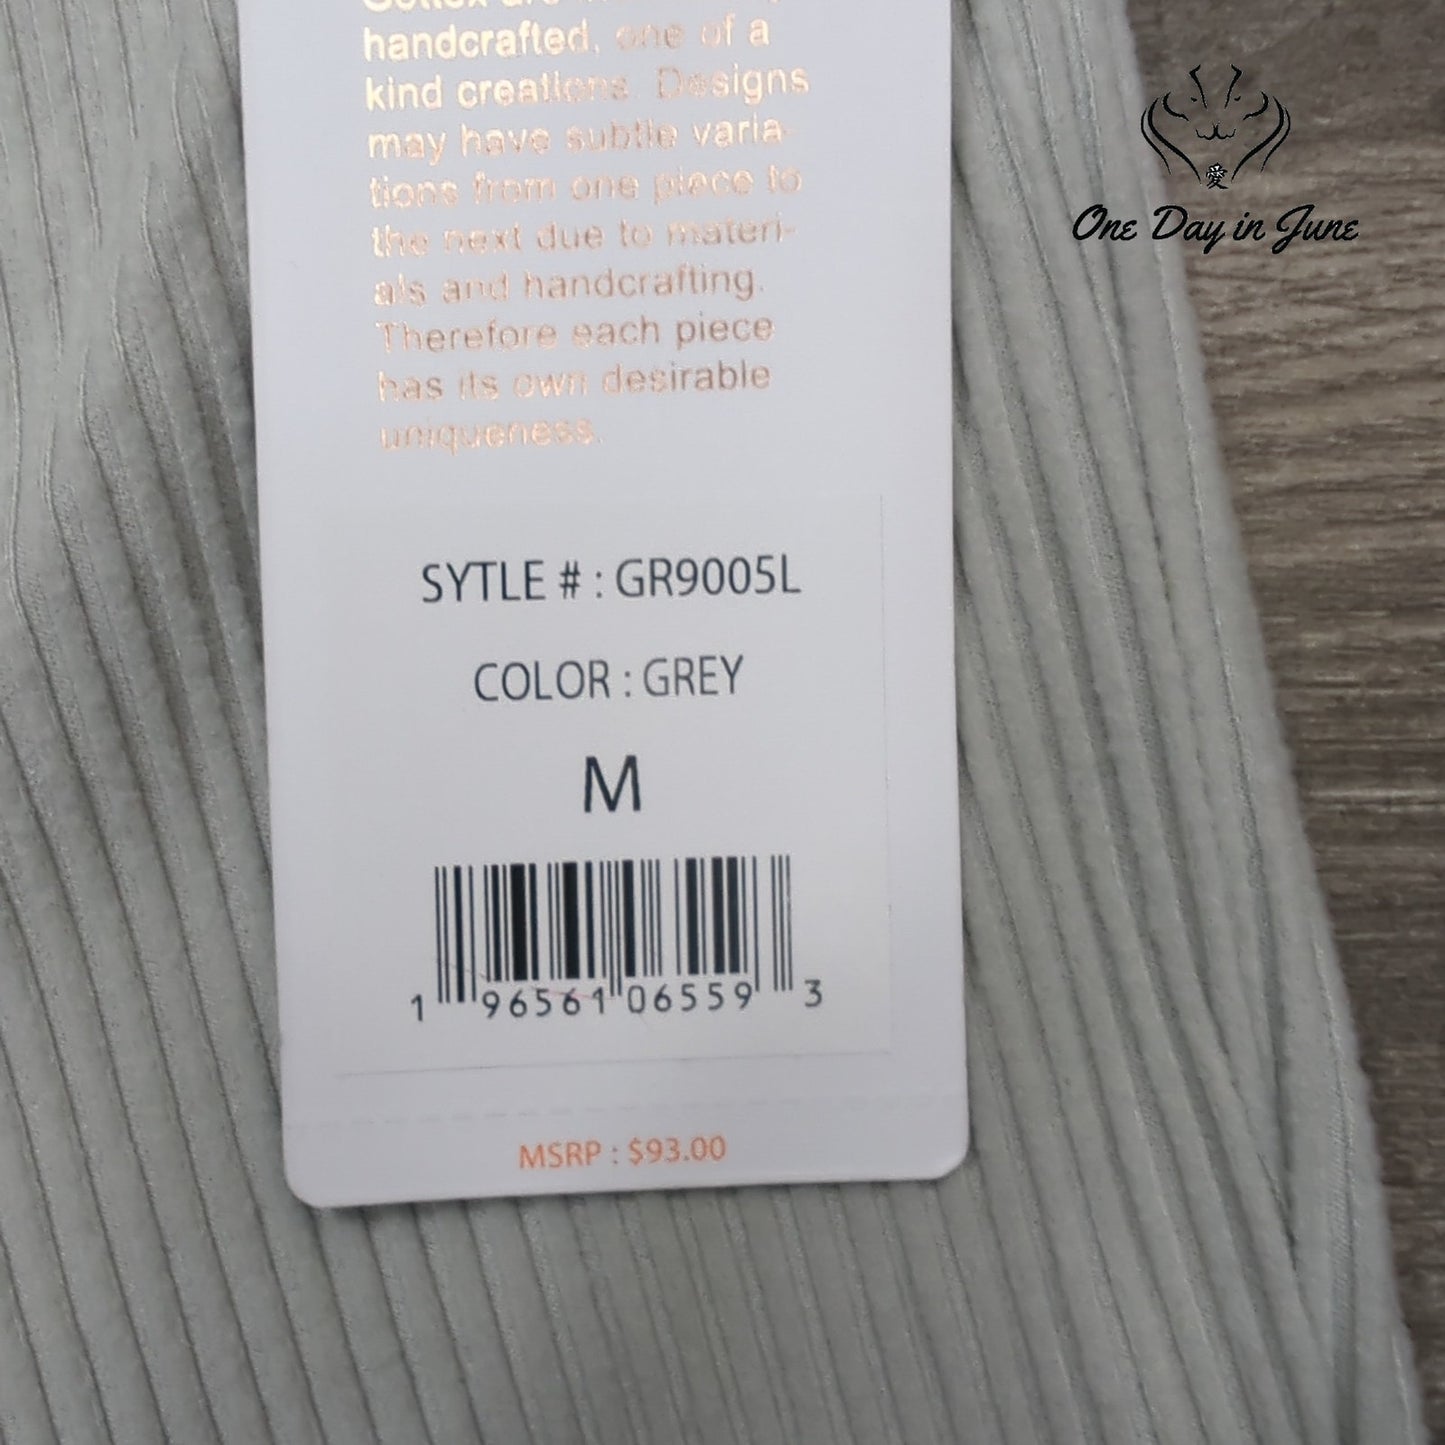 handcrafted, one of a
kind creations. Designs
may have subtle varia-
tions from one piece to
the next due to materi-
als and handcrafting.
Therefore each piece
has its own desirable
uniqueness.
SYTLE # : GR9005L
COLOR : GREY
M
1 96561 06559 3
MSRP : $93.00
愛
One Day in June